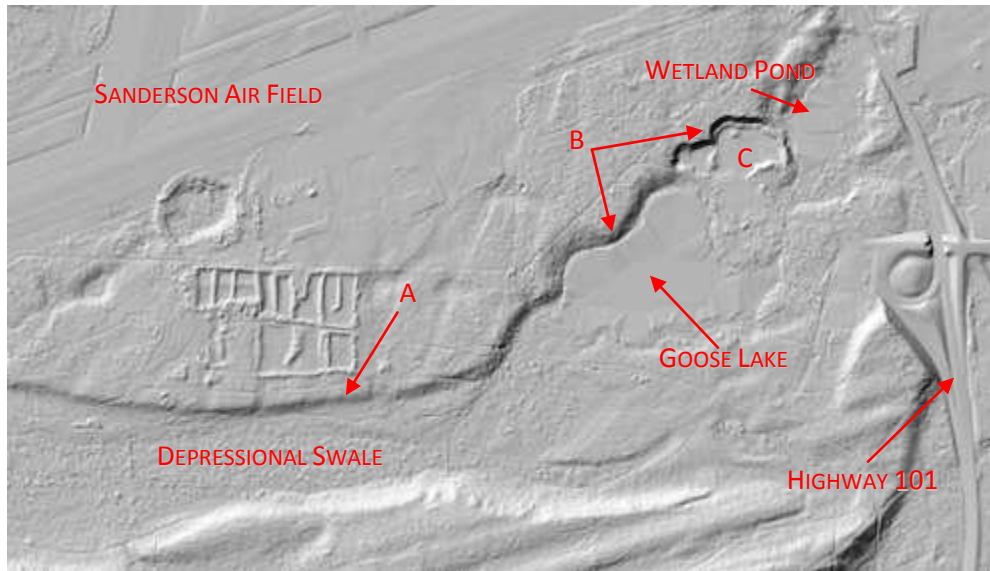 WETLAND POND
SANDERSON AIR FIELD
B
C
A
GOOSE LAKE
DEPRESSIONAL SWALE
HIGHWAY 101